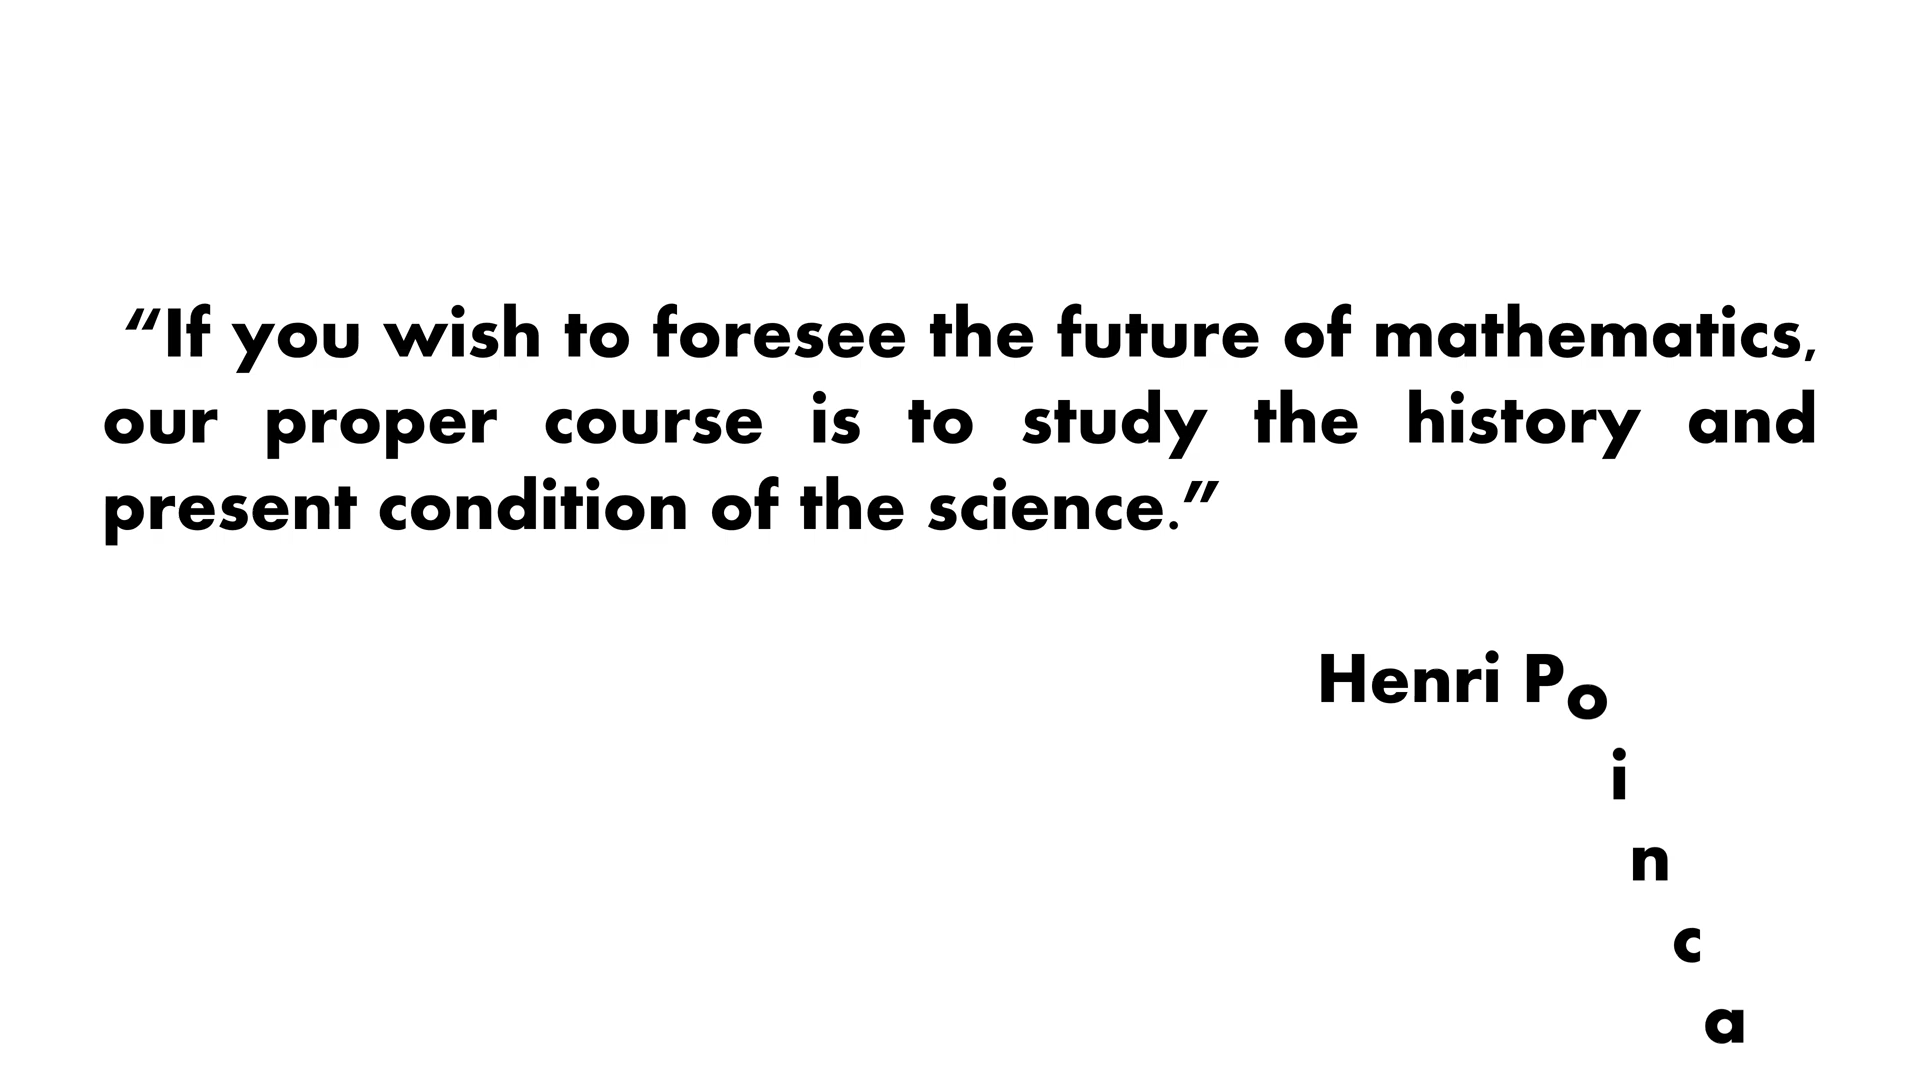 “If you wish to foresee the future of mathematics,
our proper course is to study the history and
present condition of the science.”
Henri Po
i
n
c
a